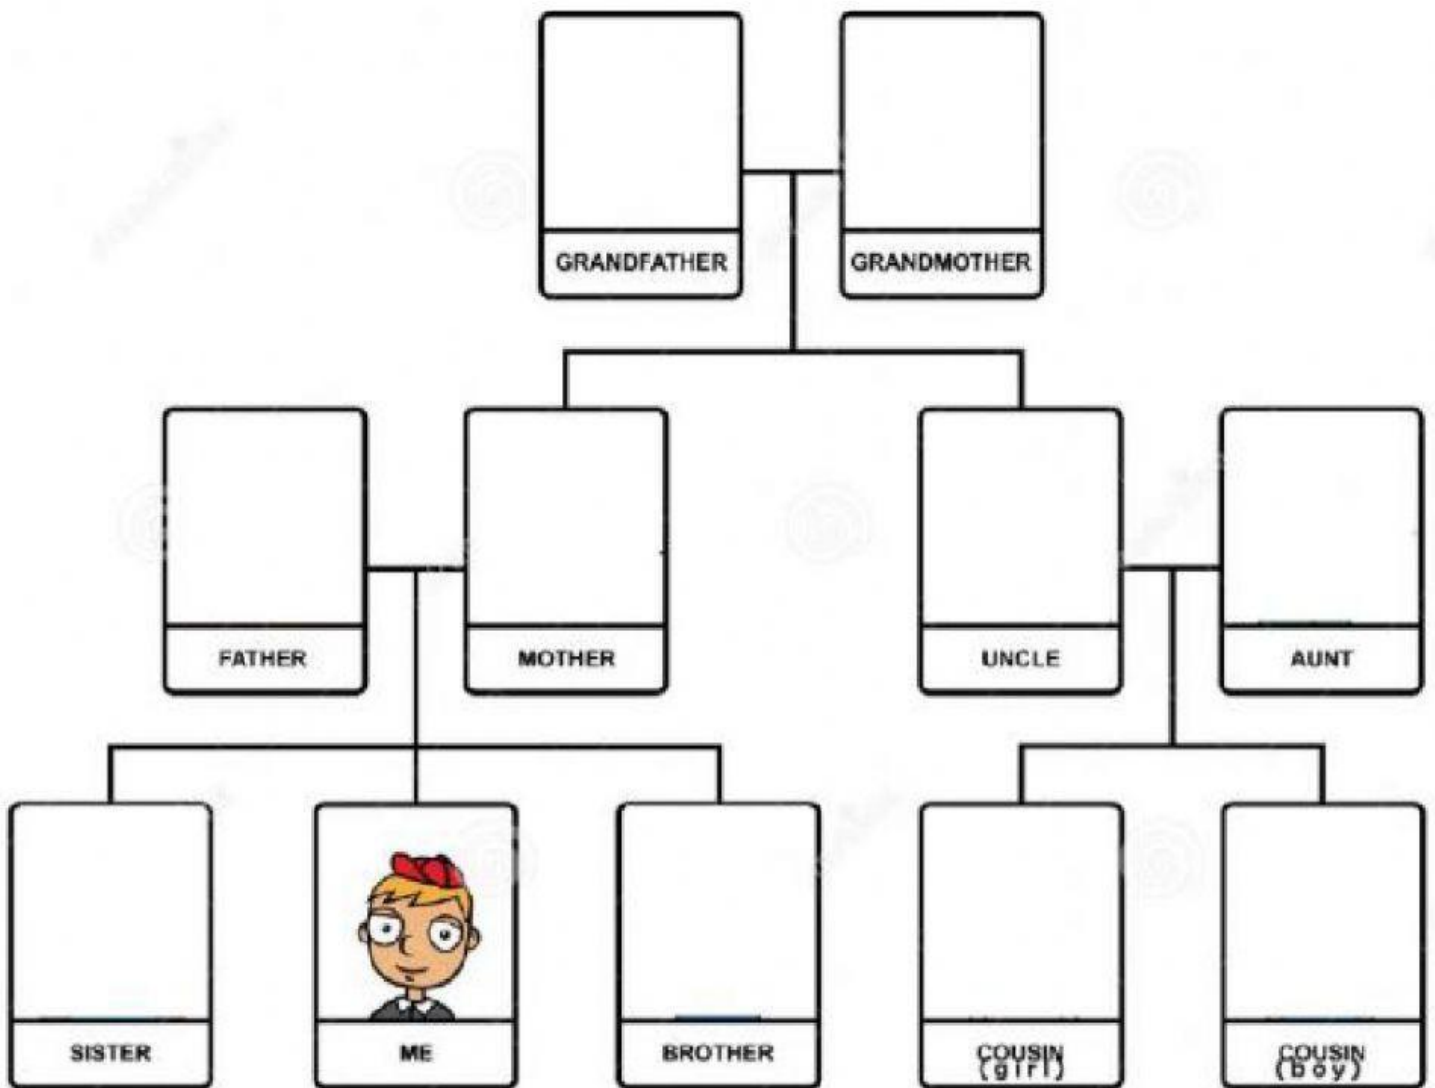 GRANDFATHER
GRANDMOTHER
FATHER
MOTHER
UNCLE
AUNT
SISTER
ME
BROTHER
COUSIN
(girl)
COUSIN
(boy)